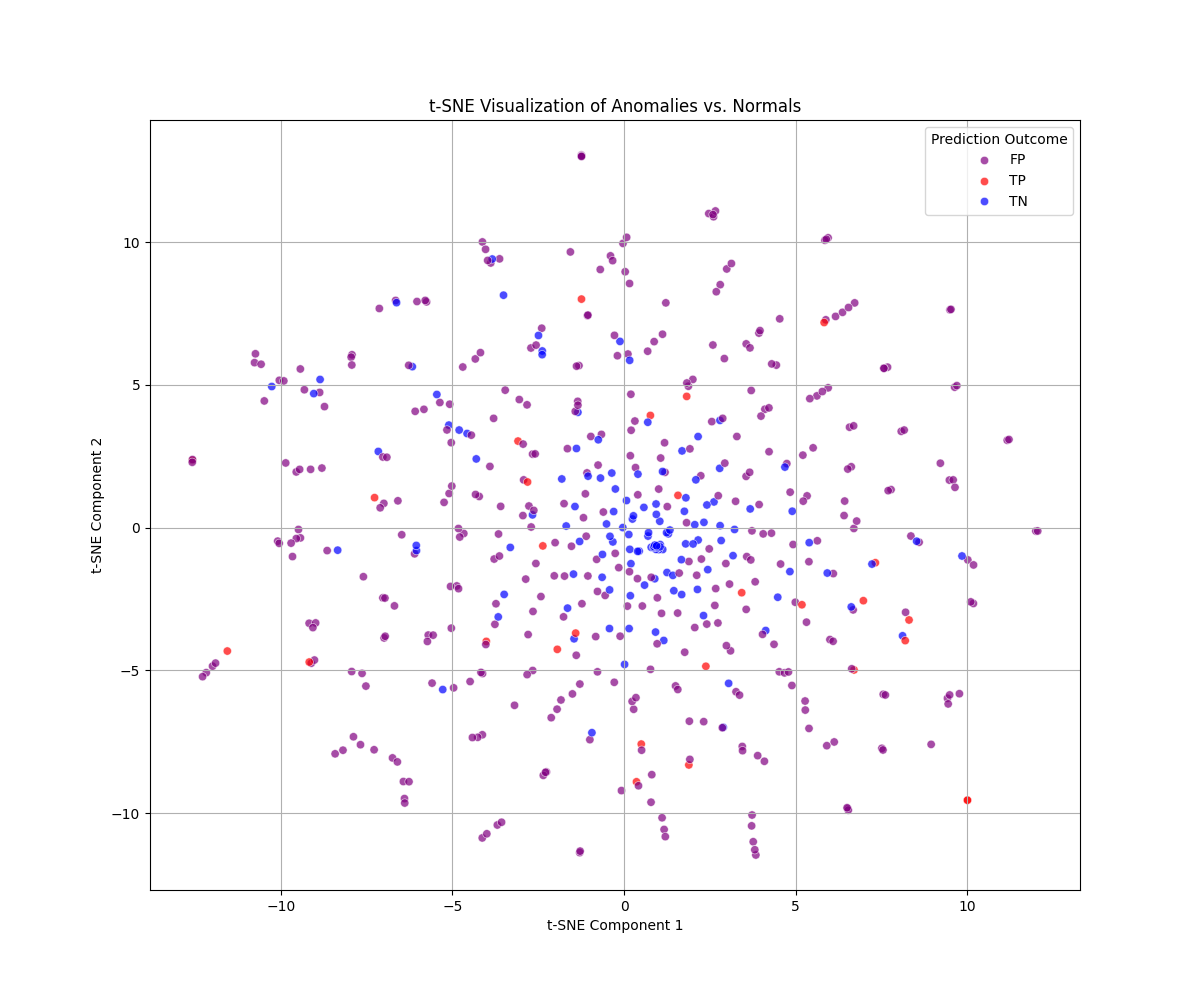 t-SNE Visualization of Anomalies vs. Normals
Prediction Outcome
FP
TP
TN
10
5
0
−5
−10
t-SNE Component 2
−10
−5
0
5
10
t-SNE Component 1